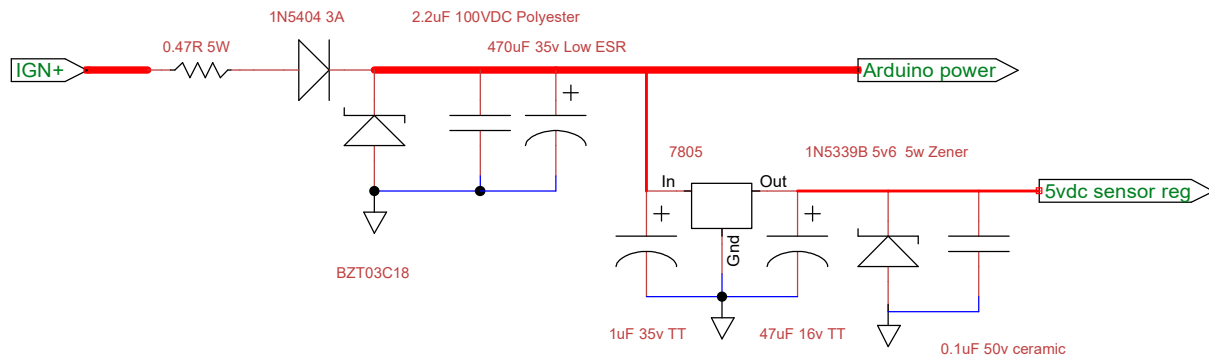 1N5404 3A
2.2uF 100VDC Polyester
0.47R 5W
470uF 35v Low ESR
IGN+
Arduino power
+
7805
1N5339B 5v6 5w Zener
In
Out
5vdc sensor reg
+
+
Gnd
BZT03C18
1uF 35v TT
47uF 16v TT
0.1uF 50v ceramic